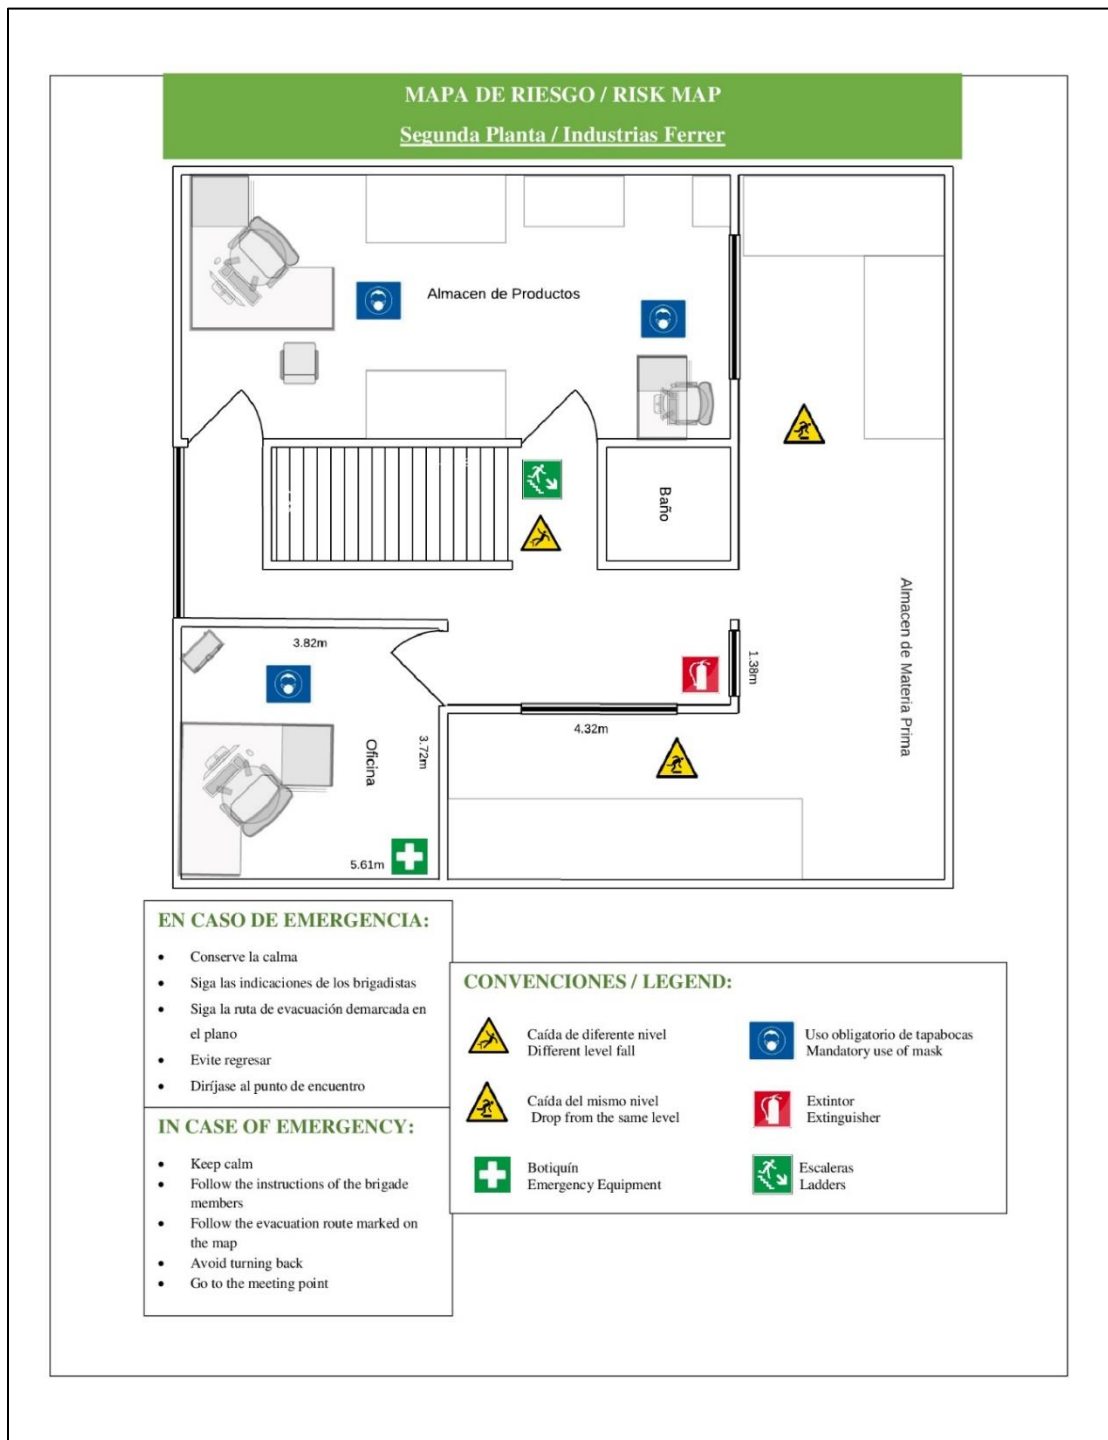 MAPA DE RIESGO / RISK MAP
Segunda Planta / Industrias Ferrer
Almacen de Productos
Baño
Almacen de Materia Prima
3.82m
1.38m
4.32m
3.72m
Oficina
5.61m
EN CASO DE EMERGENCIA:
• Conserve la calma
• Siga las indicaciones de los brigadistas
• Siga la ruta de evacuación demarcada en
el plano
• Evite regresar
• Diríjase al punto de encuentro
IN CASE OF EMERGENCY:
• Keep calm
• Follow the instructions of the brigade
members
• Follow the evacuation route marked on
the map
• Avoid turning back
• Go to the meeting point
CONVENCIONES / LEGEND:
Caída de diferente nivel
Different level fall
Caída del mismo nivel
Drop from the same level
Botiquín
Emergency Equipment
Uso obligatorio de tapabocas
Mandatory use of mask
Extintor
Extinguisher
Escaleras
Ladders